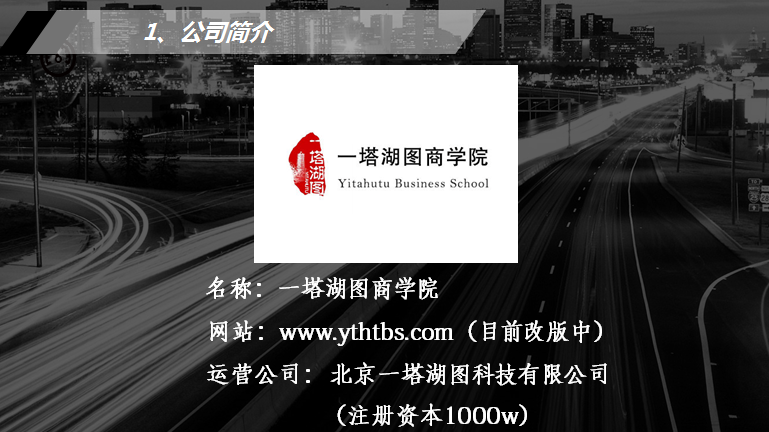 1、公司简介
一塔湖图
一塔湖图商学院
Yitahutu Business School
名称：一塔湖图商学院
网站：www.ythtbs.com（目前改版中）
运营公司：北京一塔湖图科技有限公司
（注册资本1000w）